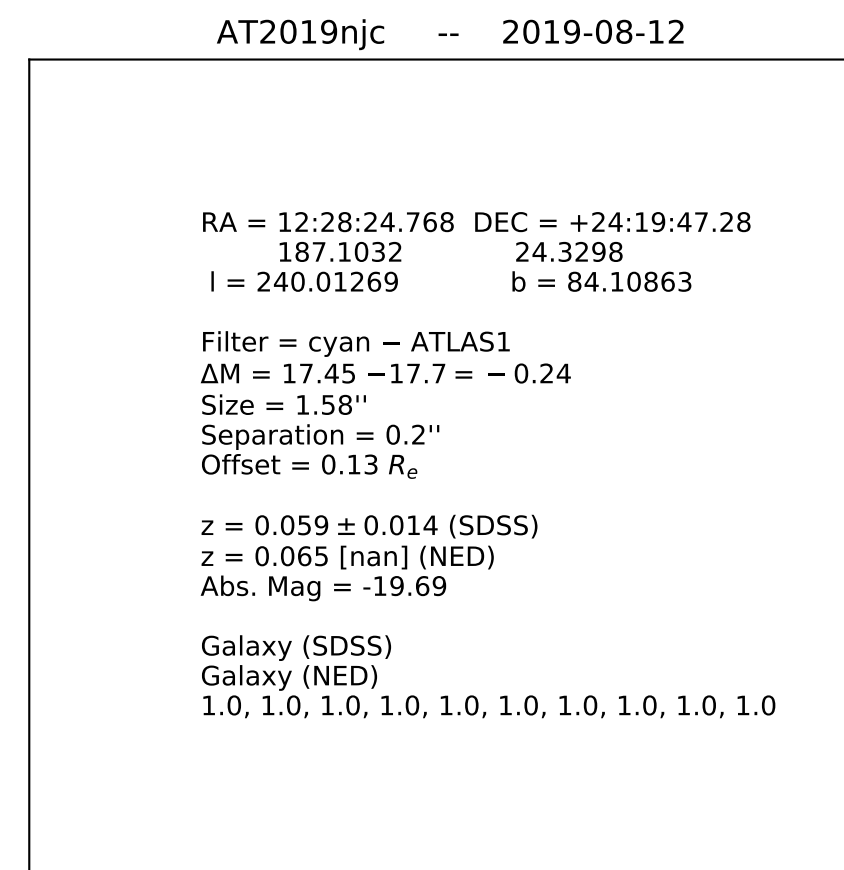 AT2019njc -- 2019-08-12
RA = 12:28:24.768 DEC = +24:19:47.28
187.1032 24.3298
l = 240.01269 b = 84.10863
Filter = cyan − ATLAS1
ΔM = 17.45 −17.7 = − 0.24
Size = 1.58''
Separation = 0.2''
Offset = 0.13 Re
z = 0.059 ± 0.014 (SDSS)
z = 0.065 [nan] (NED)
Abs. Mag = -19.69
Galaxy (SDSS)
Galaxy (NED)
1.0, 1.0, 1.0, 1.0, 1.0, 1.0, 1.0, 1.0, 1.0, 1.0